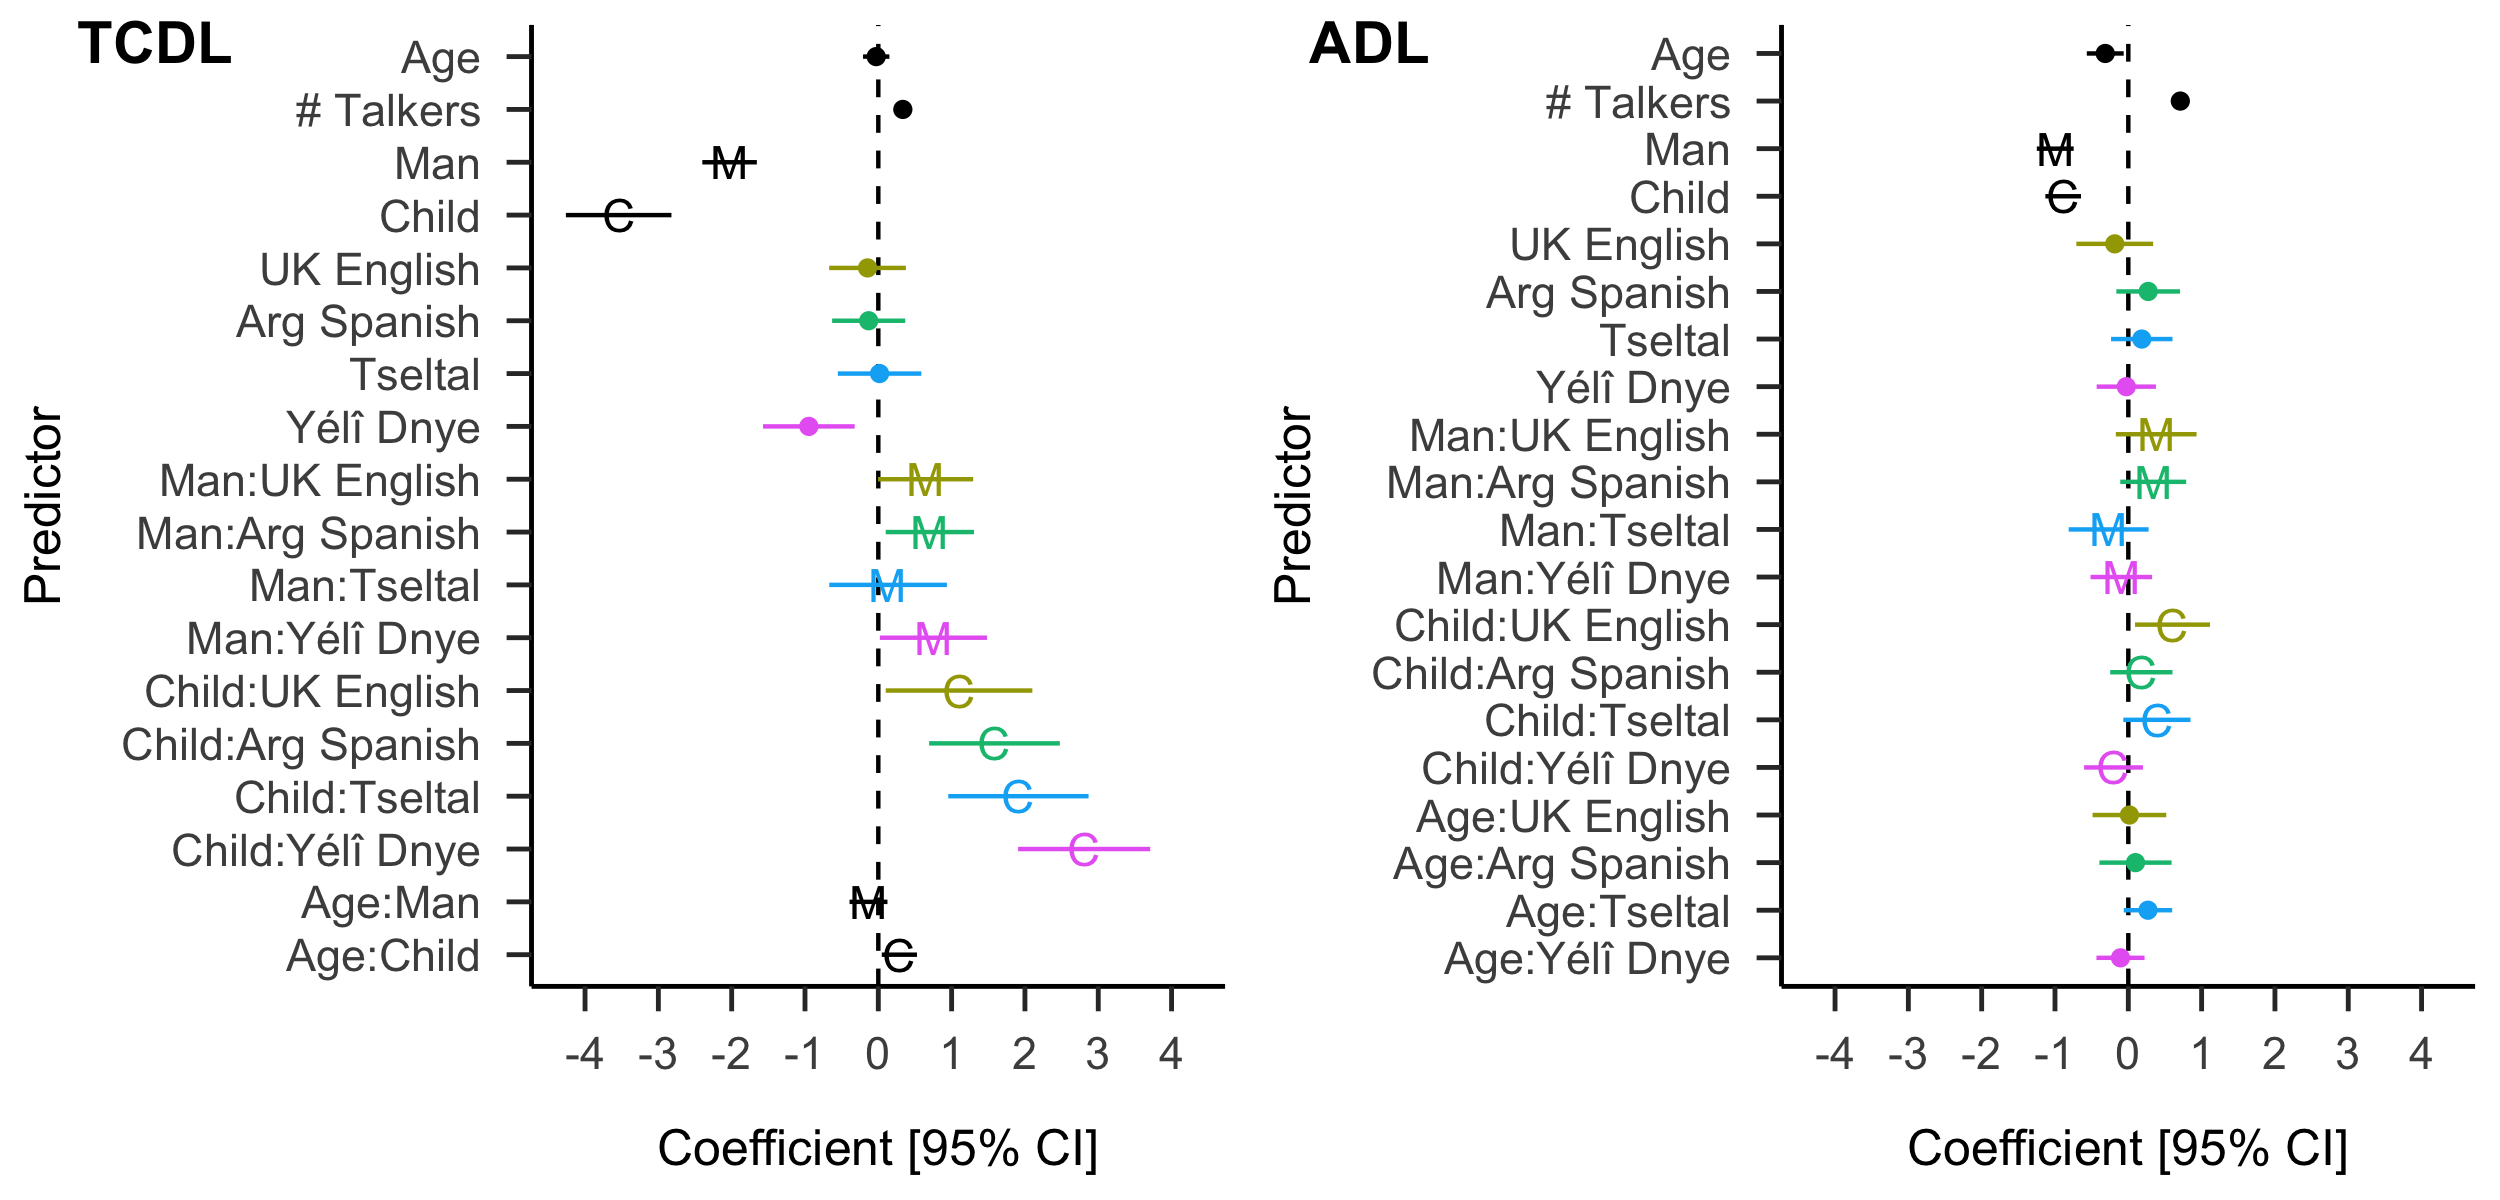 TCDL
Age
# Talkers
Man
M
Child
C
UK English
Arg Spanish
Tseltal
Yélî Dnye
Man:UK English
M
Man:Arg Spanish
M
Man:Tseltal
M
Man:Yélî Dnye
M
Child:UK English
C
Child:Arg Spanish
C
Child:Tseltal
C
Child:Yélî Dnye
C
Age:Man
M
Age:Child
C
Predictor
-4 -3 -2 -1 0 1 2 3 4
Coefficient [95% CI]
ADL
Age
# Talkers
Man
M
Child
C
UK English
Arg Spanish
Tseltal
Yélî Dnye
Man:UK English
M
Man:Arg Spanish
M
Man:Tseltal
M
Man:Yélî Dnye
M
Child:UK English
C
Child:Arg Spanish
C
Child:Tseltal
C
Child:Yélî Dnye
C
Age:UK English
Age:Arg Spanish
Age:Tseltal
Age:Yélî Dnye
Predictor
-4 -3 -2 -1 0 1 2 3 4
Coefficient [95% CI]